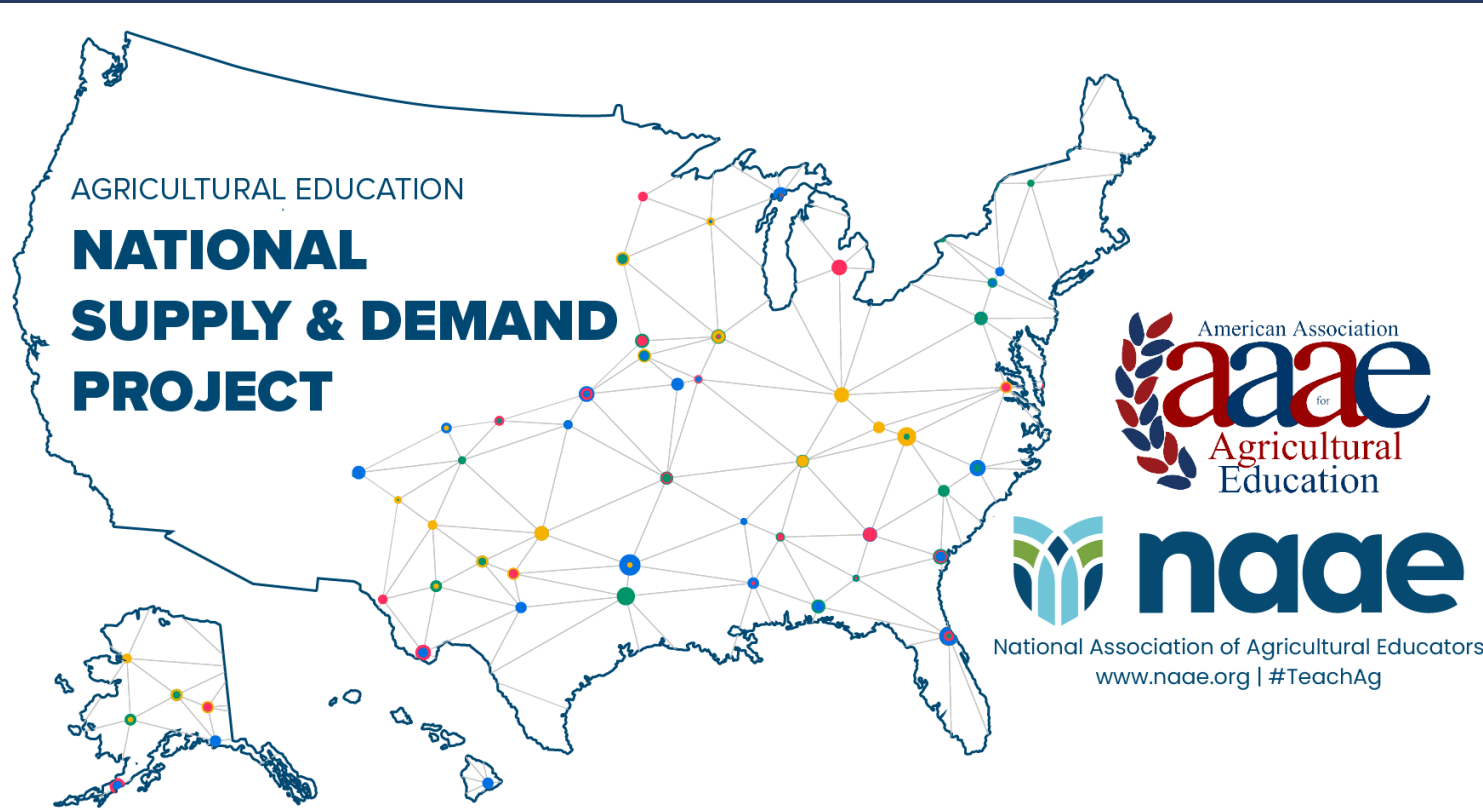 AGRICULTURAL EDUCATION
NATIONAL
SUPPLY & DEMAND
PROJECT
American Association
aaae
for
Agricultural
Education
naae
National Association of Agricultural Educators
www.naae.org | #TeachAg